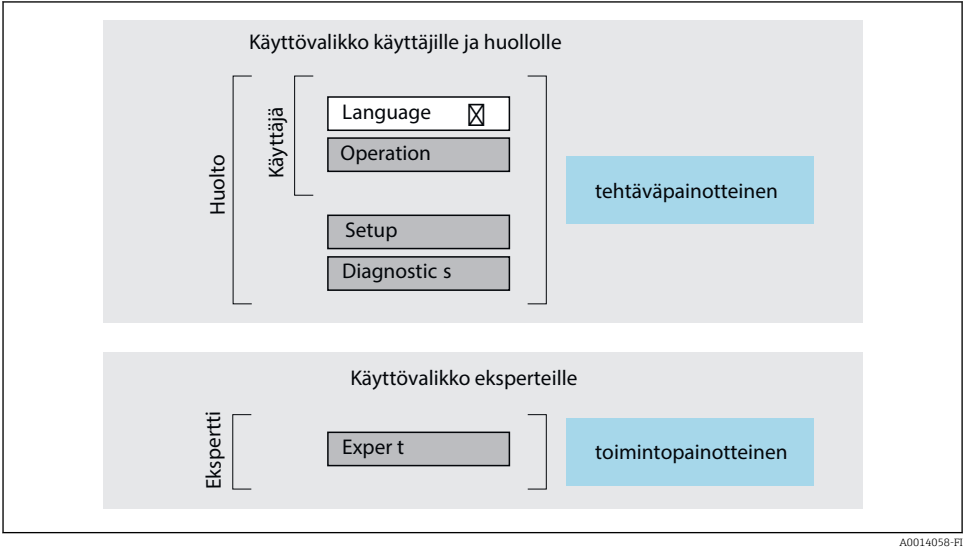 Käyttövalikko käyttäjille ja huollolle
Huolto
Käyttäjä
Language
Operation
tehtäväpainotteinen
Setup
Diagnostic s
Käyttövalikko eksperteille
Ekspertti
Exper t
toimintopainotteinen
A0014058-FI